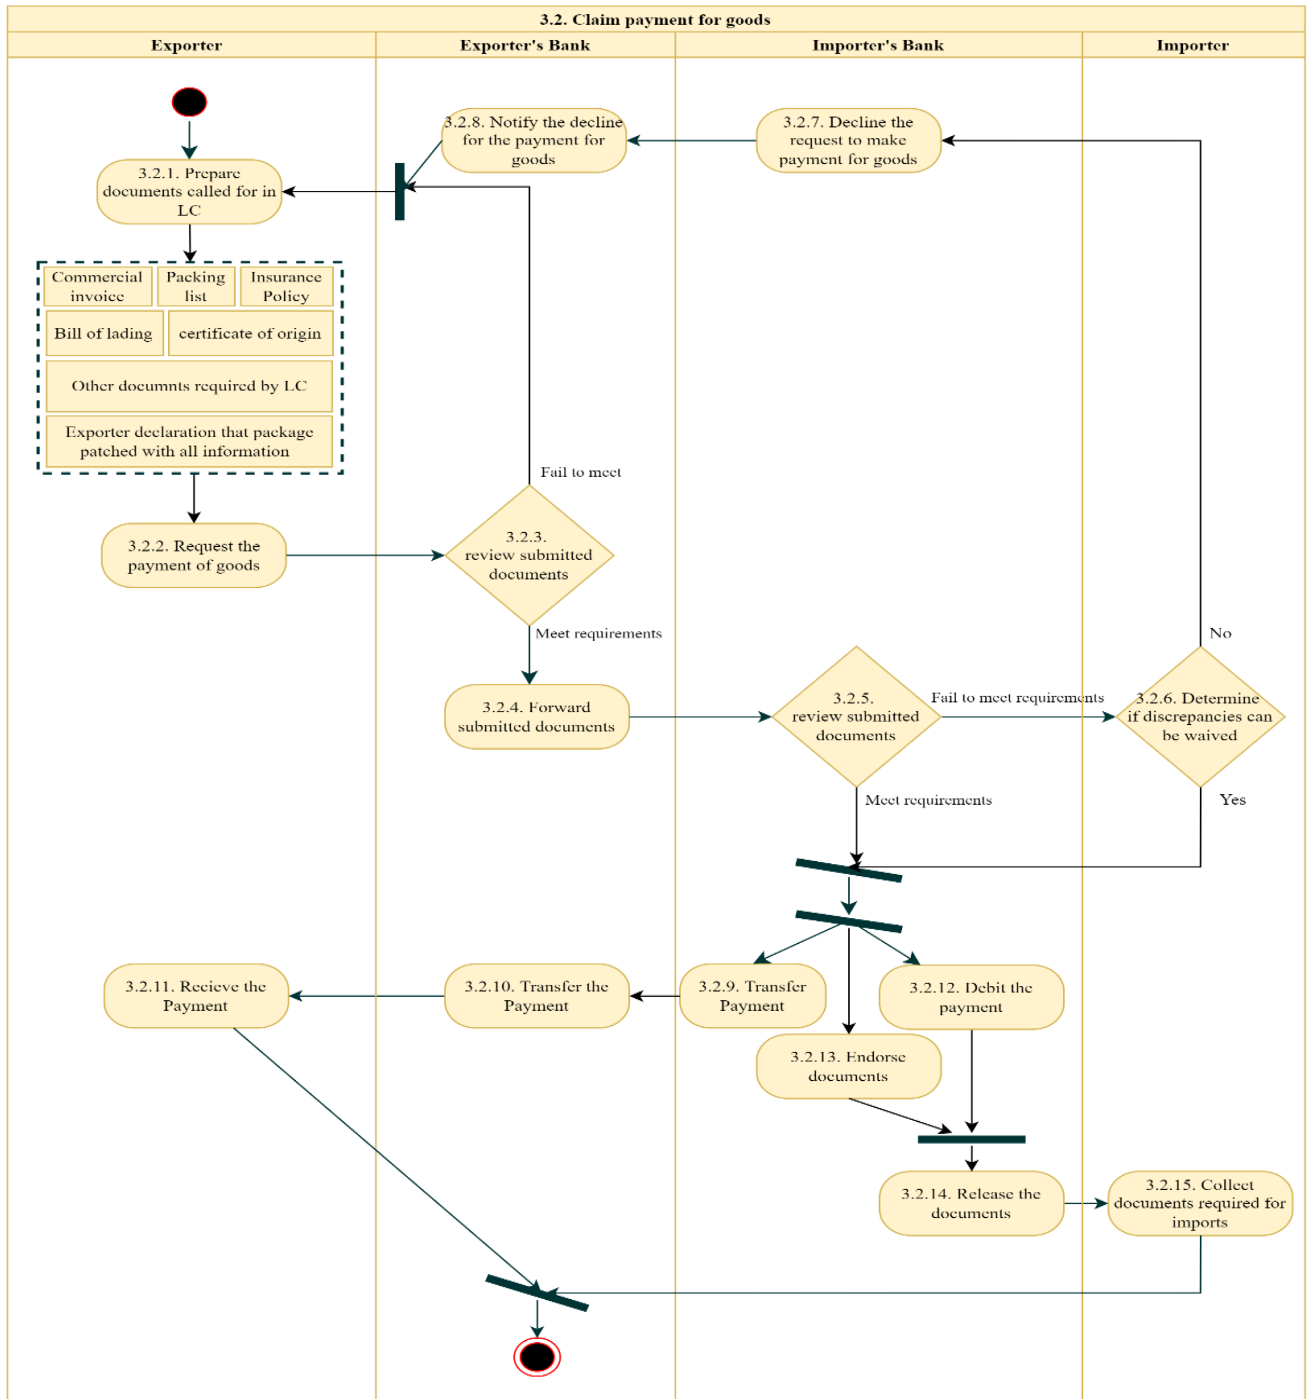 3.2. Claim payment for goods
Exporter
Exporter's Bank
Importer's Bank
Importer
3.2.8. Notify the decline
for the payment for
goods
3.2.7. Decline the
request to make
payment for goods
3.2.1. Prepare
documents called for in
LC
Commercial
invoice
Packing
list
Insurance
Policy
Bill of lading
certificate of origin
Other documnts required by LC
Exporter declaration that package
patched with all information
Fail to meet
3.2.2. Request the
payment of goods
3.2.3.
review submitted
documents
Meet requirements
No
3.2.4. Forward
submitted documents
3.2.5.
review submitted
documents
Fail to meet requirements
3.2.6. Determine
if discrepancies can
be waived
Meet requirements
Yes
3.2.11. Recieve the
Payment
3.2.10. Transfer the
Payment
3.2.9. Transfer
Payment
3.2.12. Debit the
payment
3.2.13. Endorse
documents
3.2.14. Release the
documents
3.2.15. Collect
documents required for
imports